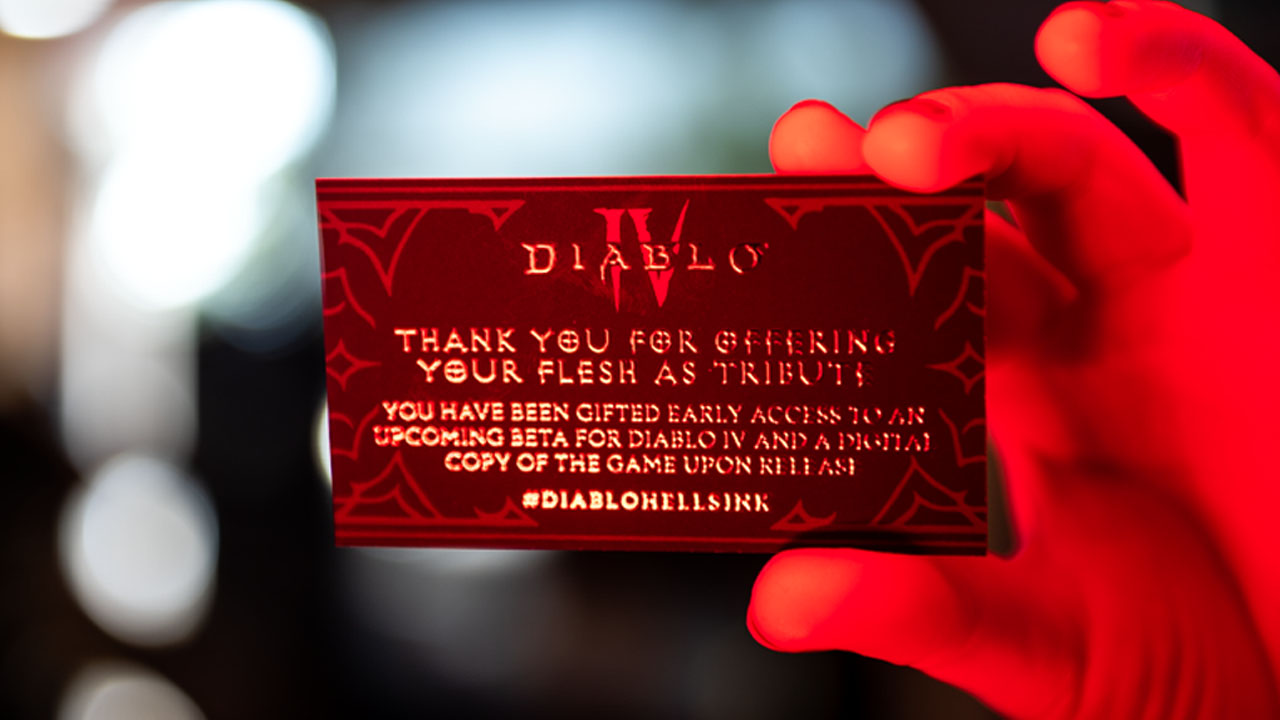 DIABLO IV
THANK YOU FOR OFFERING
YOUR FLESH AS TRIBUTE
YOU HAVE BEEN GIFTED EARLY ACCESS TO AN
UPCOMING BETA FOR DIABLO IV AND A DIGITAL
COPY OF THE GAME UPON RELEASE
#DIABLOHELLSINK